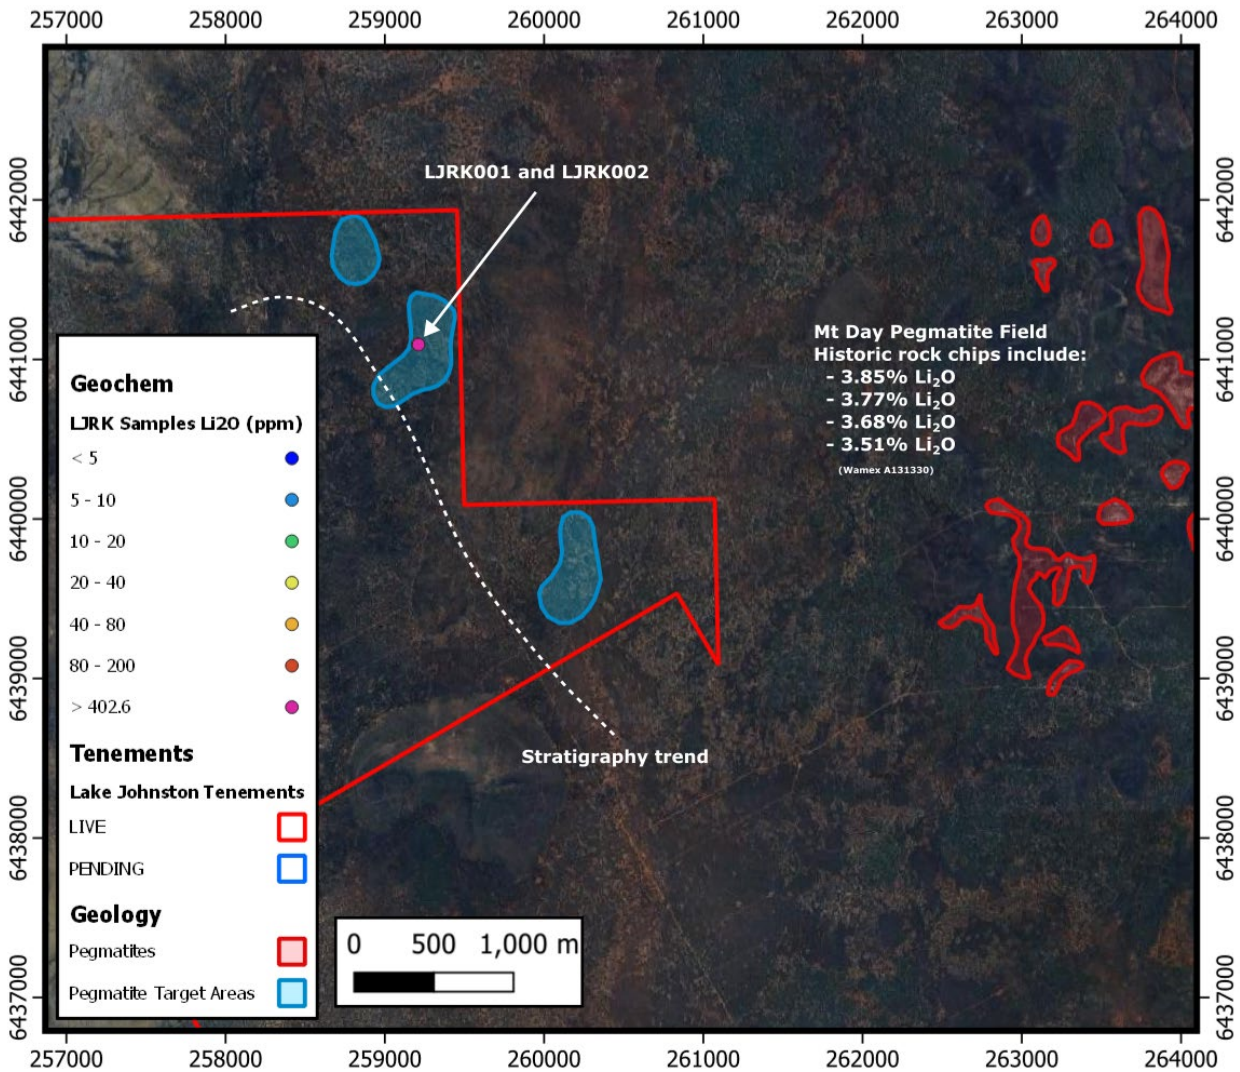 257000 258000 259000 260000 261000 262000 263000 264000
6442000
6442000
LJRK001 and LJRK002
6441000
6441000
Mt Day Pegmatite Field
Historic rock chips include:
- 3.85% Li₂O
- 3.77% Li₂O
- 3.68% Li₂O
- 3.51% Li₂O
(Wamex A131330)
Geochem
LJRK Samples Li2O (ppm)
< 5
5 - 10
10 - 20
20 - 40
40 - 80
80 - 200
> 402.6
Tenements
Lake Johnston Tenements
LIVE
PENDING
Geology
Pegmatites
Pegmatite Target Areas
6440000
6440000
6439000
6439000
Stratigraphy trend
6438000
6438000
0 500 1,000 m
6437000
6437000
257000 258000 259000 260000 261000 262000 263000 264000